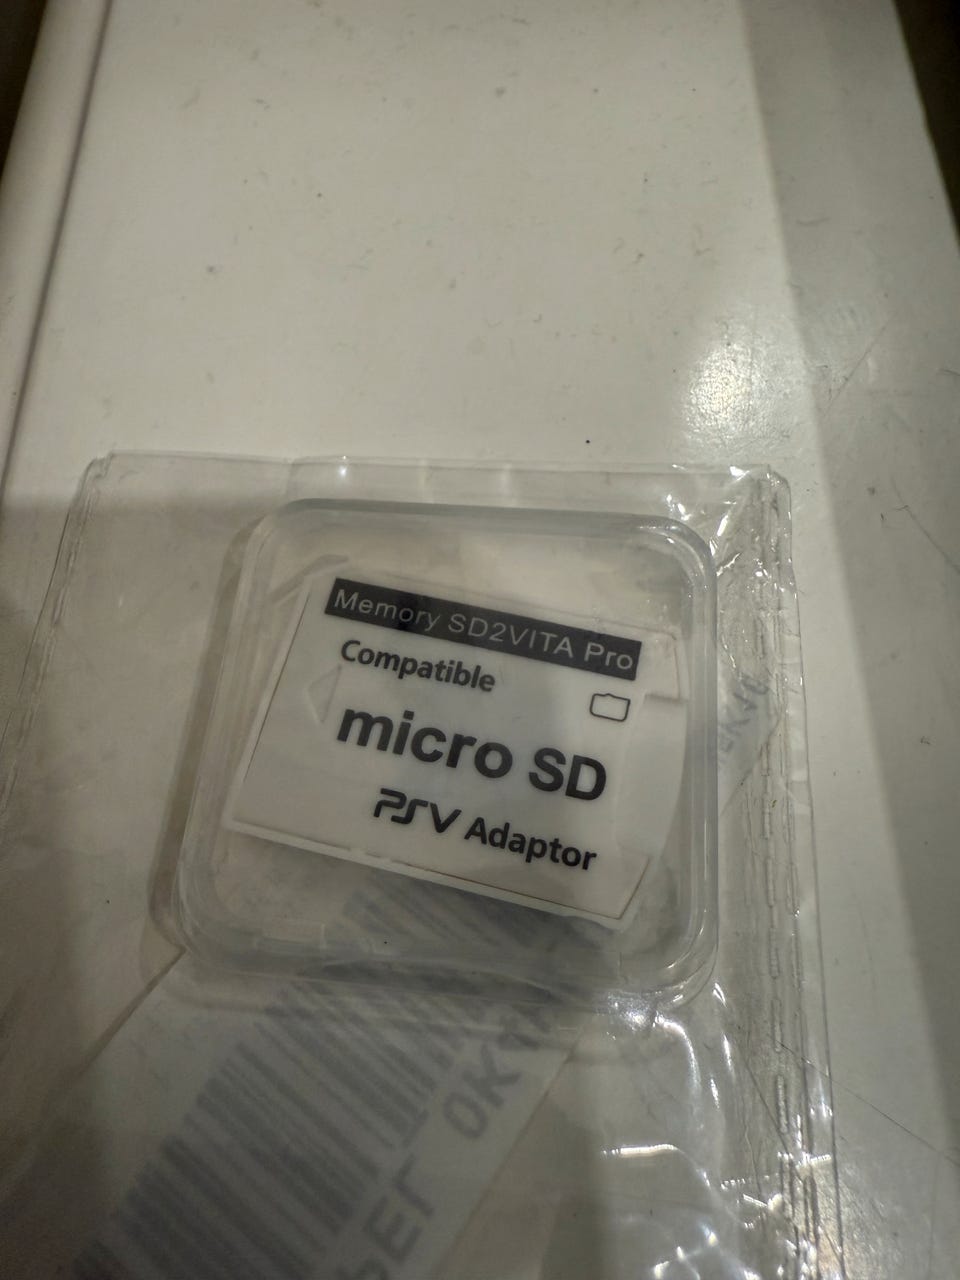 Memory SD2VITA Pro
Compatible
micro SD
PSV Adaptor